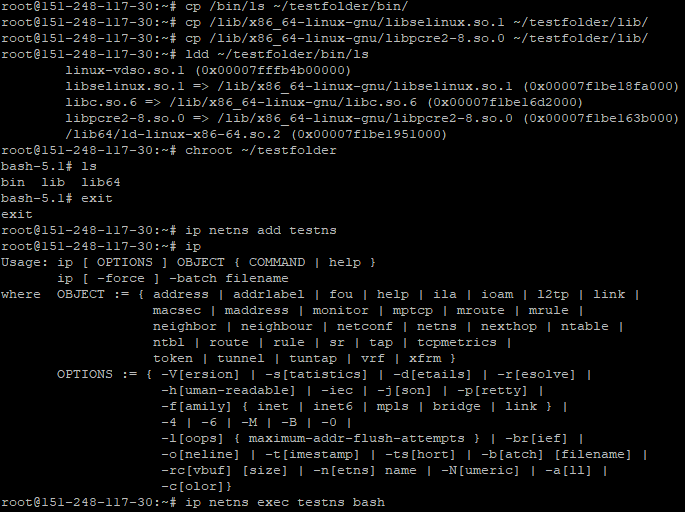 root@151-248-117-30:~# cp /bin/ls ~/testfolder/bin/
root@151-248-117-30:~# cp /lib/x86_64-linux-gnu/libselinux.so.1 ~/testfolder/lib/
root@151-248-117-30:~# cp /lib/x86_64-linux-gnu/libpcre2-8.so.0 ~/testfolder/lib/
root@151-248-117-30:~# ldd ~/testfolder/bin/ls
        linux-vdso.so.1 (0x00007fffb4b00000)
        libselinux.so.1 => /lib/x86_64-linux-gnu/libselinux.so.1 (0x00007f1be18fa000)
        libc.so.6 => /lib/x86_64-linux-gnu/libc.so.6 (0x00007f1be16d2000)
        libpcre2-8.so.0 => /lib/x86_64-linux-gnu/libpcre2-8.so.0 (0x00007f1be163b000)
        /lib64/ld-linux-x86-64.so.2 (0x00007f1be1951000)
root@151-248-117-30:~# chroot ~/testfolder
bash-5.1# ls
bin  lib  lib64
bash-5.1# exit
exit
root@151-248-117-30:~# ip netns add testns
root@151-248-117-30:~# ip
Usage: ip [ OPTIONS ] OBJECT { COMMAND | help }
       ip [ -force ] -batch filename
where  OBJECT := { address | addrlabel | fou | help | ila | ioam | l2tp | link |
                   macsec | maddress | monitor | mptcp | mroute | mrule |
                   neighbor | neighbour | netconf | netns | nexthop | ntable |
                   ntbl | route | rule | sr | tap | tcpmetrics |
                   token | tunnel | tuntap | vrf | xfrm }
       OPTIONS := { -V[ersion] | -s[tatistics] | -d[etails] | -r[esolve] |
                    -h[uman-readable] | -iec | -j[son] | -p[retty] |
                    -f[amily] { inet | inet6 | mpls | bridge | link } |
                    -4 | -6 | -M | -B | -0 |
                    -l[oops] { maximum-addr-flush-attempts } | -br[ief] |
                    -o[neline] | -t[imestamp] | -ts[hort] | -b[atch] [filename] |
                    -rc[vbuf] [size] | -n[etns] name | -N[umeric] | -a[ll] |
                    -c[olor]}
root@151-248-117-30:~# ip netns exec testns bash